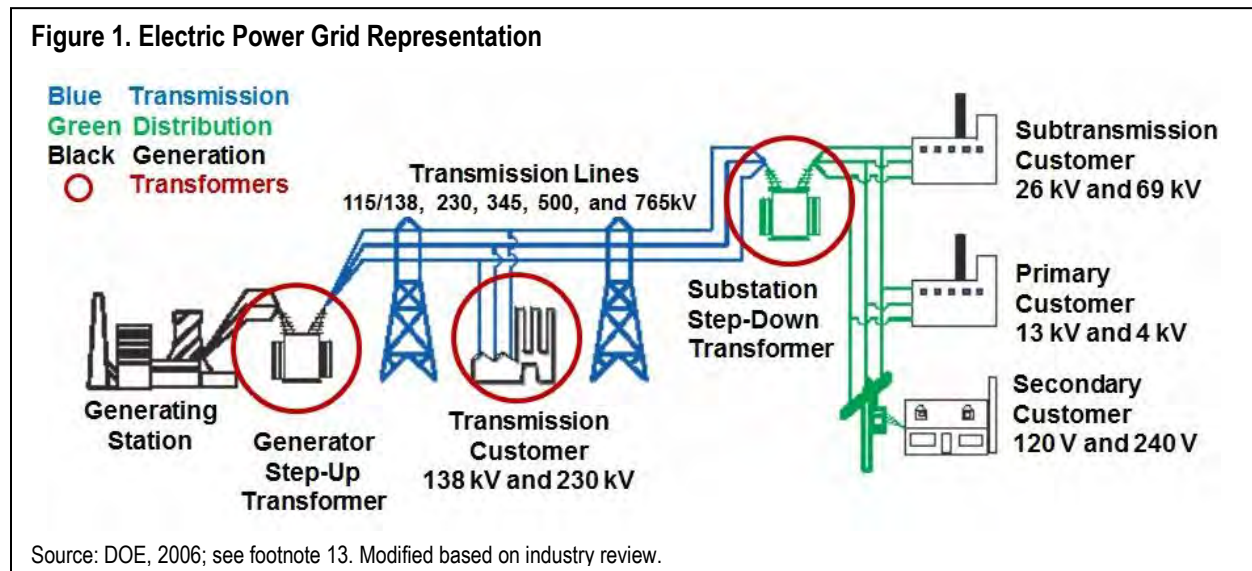 Figure 1. Electric Power Grid Representation
Blue Transmission
Green Distribution
Black Generation
Transformers
Transmission Lines
115/138, 230, 345, 500, and 765kV
Subtransmission
Customer
26 kV and 69 kV
Substation
Step-Down
Transformer
Primary
Customer
13 kV and 4 kV
Secondary
Customer
120 V and 240 V
Generating
Station
Generator
Step-Up
Transformer
Transmission
Customer
138 kV and 230 kV
Source: DOE, 2006; see footnote 13. Modified based on industry review.